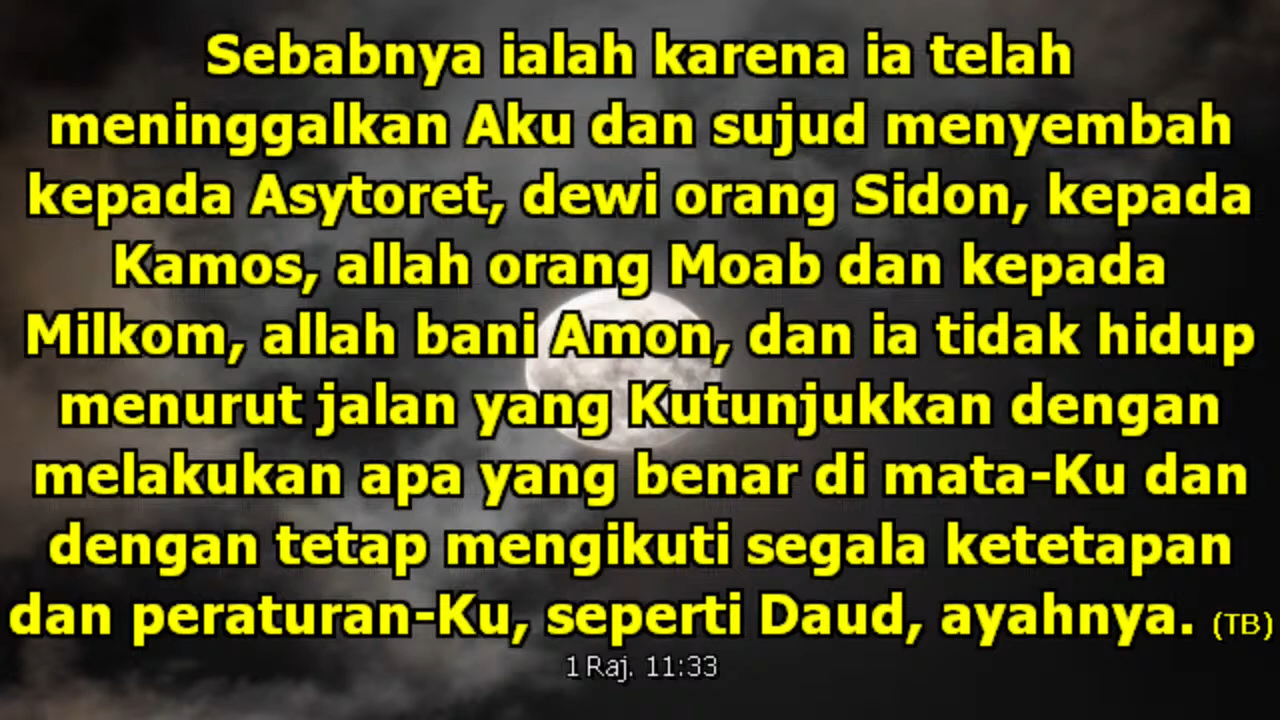 Sebabnya ialah karena ia telah
meninggalkan Aku dan sujud menyembah
kepada Asytoret, dewi orang Sidon, kepada
Kamos, allah orang Moab dan kepada
Milkom, allah bani Amon, dan ia tidak hidup
menurut jalan yang Kutunjukkan dengan
melakukan apa yang benar di mata-Ku dan
dengan tetap mengikuti segala ketetapan
dan peraturan-Ku, seperti Daud, ayahnya. (TB)
1 Raj. 11:33